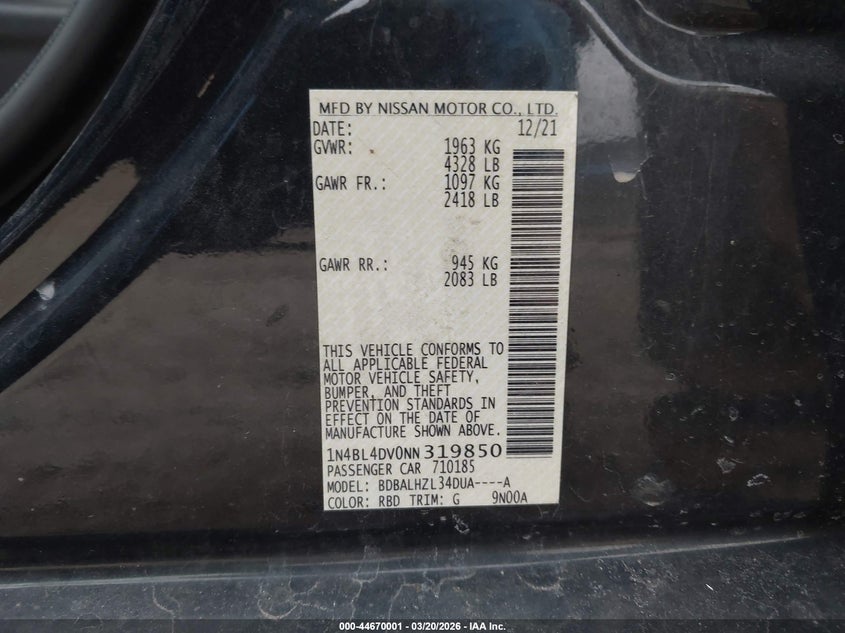 MFD BY NISSAN MOTOR CO., LTD.
DATE: 12/21
GVWR: 1963 KG
4328 LB
GAWR FR.: 1097 KG
2418 LB
GAWR RR.: 945 KG
2083 LB
THIS VEHICLE CONFORMS TO
ALL APPLICABLE FEDERAL
MOTOR VEHICLE SAFETY,
BUMPER, AND THEFT
PREVENTION STANDARDS IN
EFFECT ON THE DATE OF
MANUFACTURE SHOWN ABOVE.
1N4BL4DV0NN319850
PASSENGER CAR 710185
MODEL: BDBALHZL34DUA----A
COLOR: RBD TRIM: G 9N00A
000-44670001 - 03/20/2026 - IAA Inc.